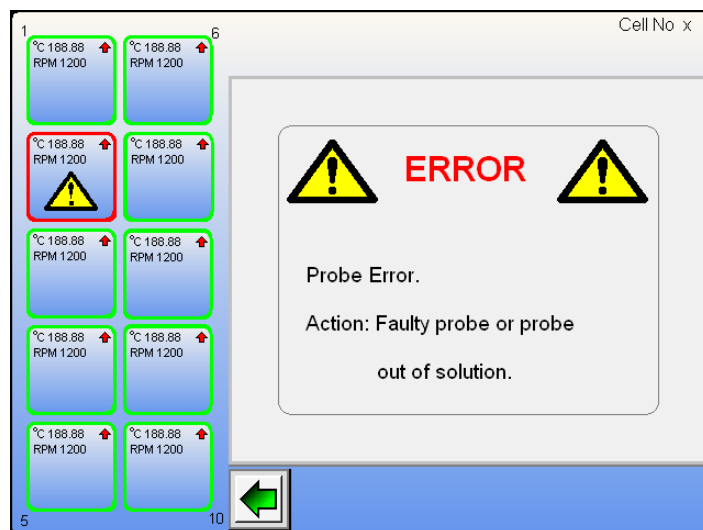 1
6
Cell No x
°C 188.88
RPM 1200
°C 188.88
RPM 1200
°C 188.88
RPM 1200
°C 188.88
RPM 1200
°C 188.88
RPM 1200
°C 188.88
RPM 1200
°C 188.88
RPM 1200
°C 188.88
RPM 1200
°C 188.88
RPM 1200
°C 188.88
RPM 1200
5
10
ERROR
Probe Error.
Action: Faulty probe or probe
out of solution.